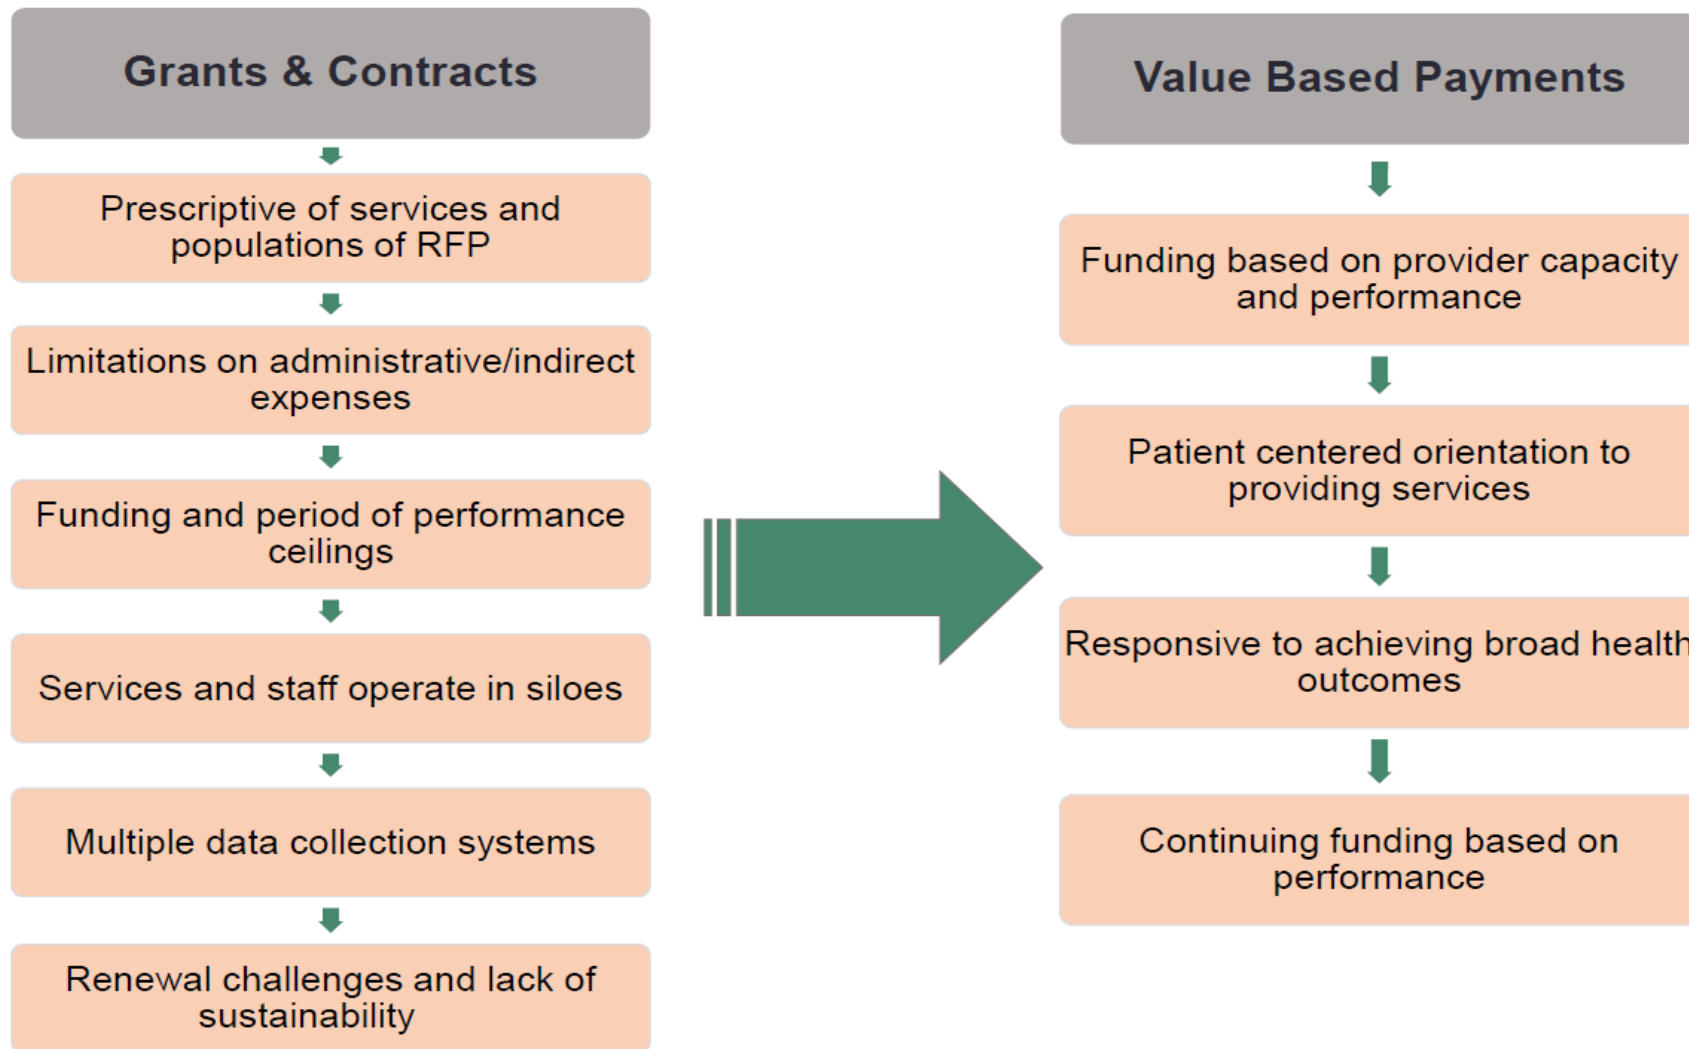 Grants & Contracts
Prescriptive of services and
populations of RFP
Limitations on administrative/indirect
expenses
Funding and period of performance
ceilings
Services and staff operate in siloes
Multiple data collection systems
Renewal challenges and lack of
sustainability
Value Based Payments
Funding based on provider capacity
and performance
Patient centered orientation to
providing services
Responsive to achieving broad health
outcomes
Continuing funding based on
performance